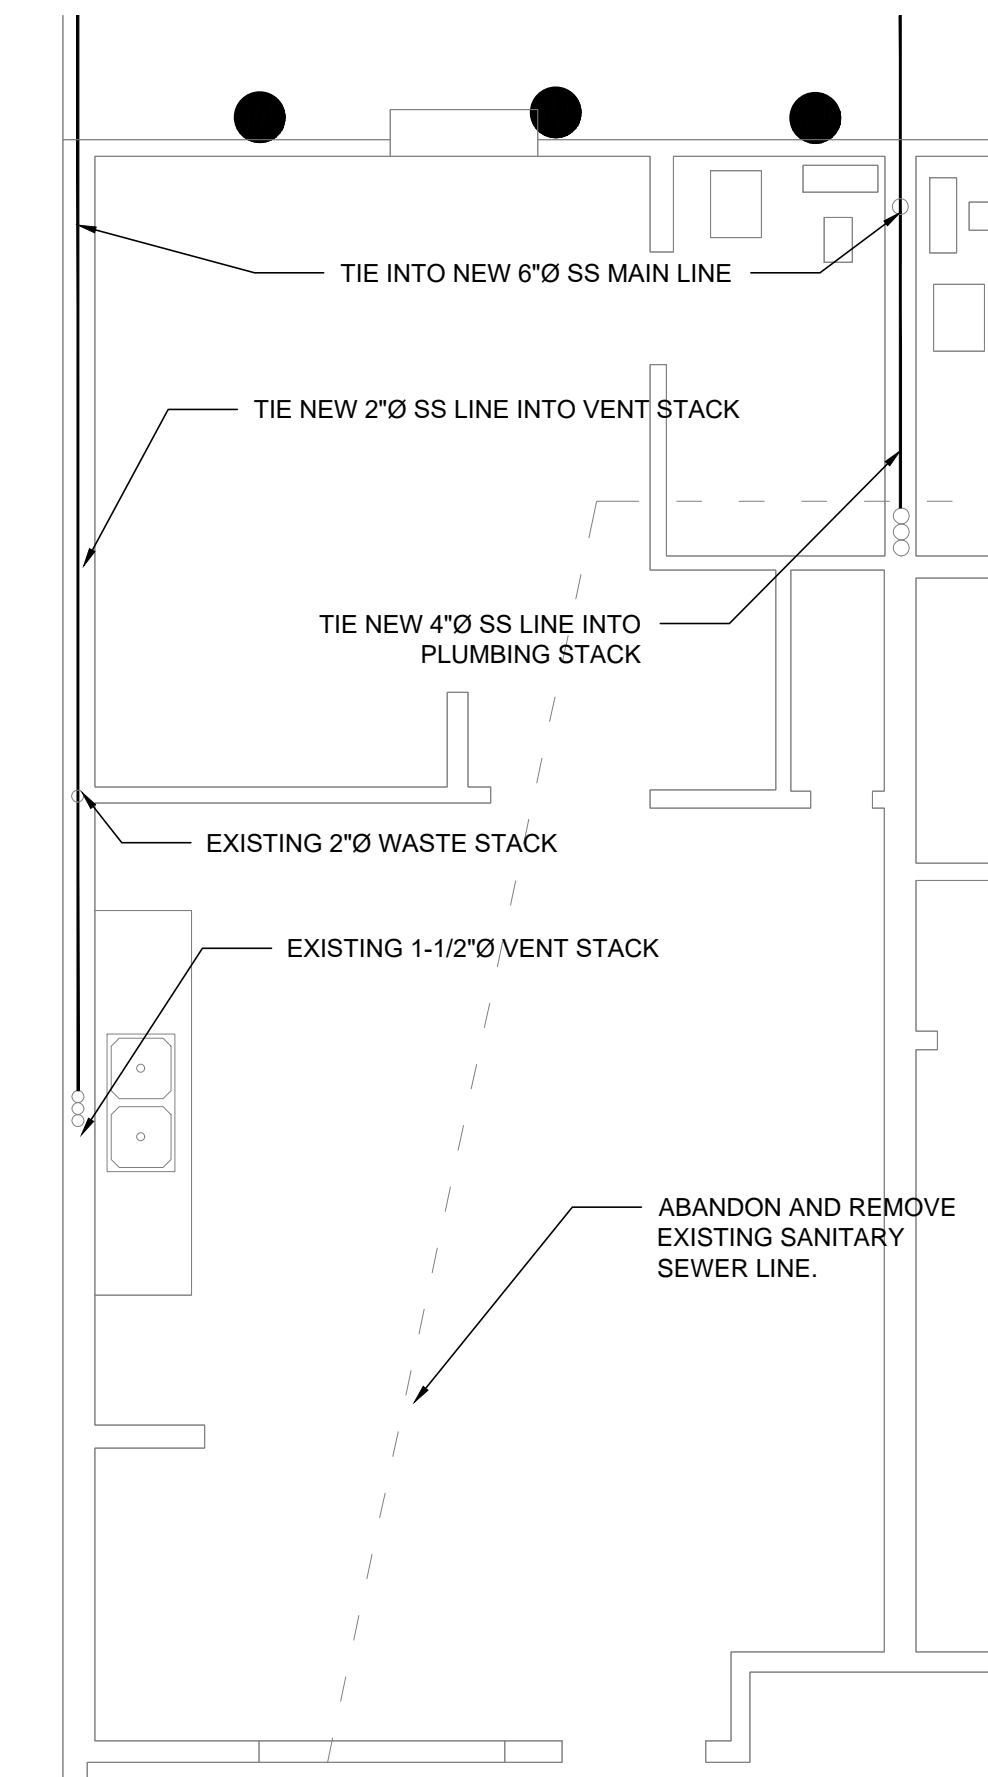 TIE INTO NEW 6"Ø SS MAIN LINE
TIE NEW 2"Ø SS LINE INTO VENT STACK
TIE NEW 4"Ø SS LINE INTO
PLUMBING STACK
EXISTING 2"Ø WASTE STACK
EXISTING 1-1/2"Ø VENT STACK
ABANDON AND REMOVE
EXISTING SANITARY
SEWER LINE.